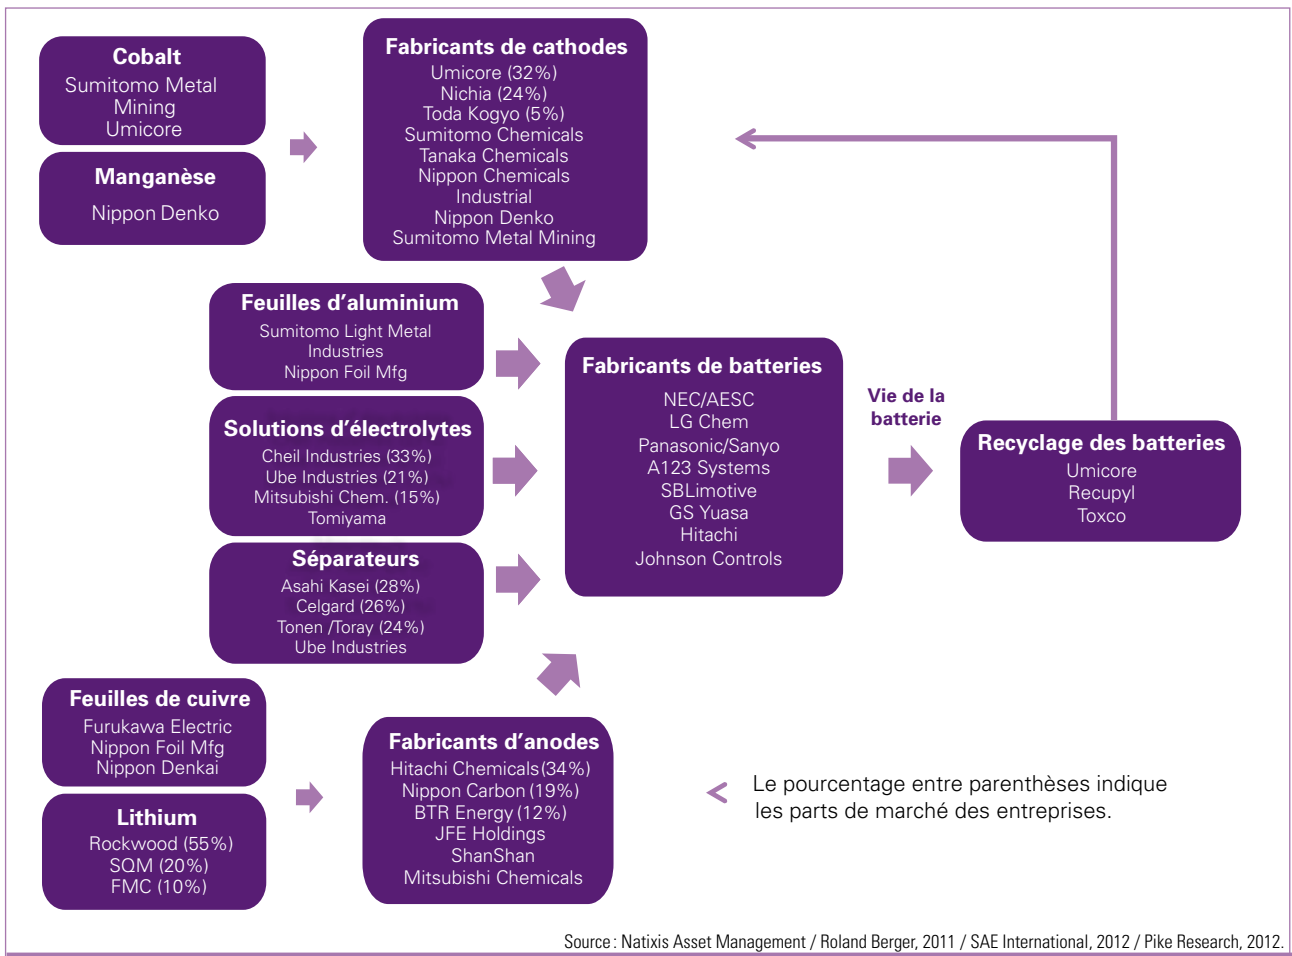 Cobalt
Sumitomo Metal
Mining
Umicore
Manganèse
Nippon Denko
Fabricants de cathodes
Umicore (32%)
Nichia (24%)
Toda Kogyo (5%)
Sumitomo Chemicals
Tanaka Chemicals
Nippon Chemicals
Industrial
Nippon Denko
Sumitomo Metal Mining
Feuilles d'aluminium
Sumitomo Light Metal
Industries
Nippon Foil Mfg
Solutions d'électrolytes
Cheil Industries (33%)
Ube Industries (21%)
Mitsubishi Chem. (15%)
Tomiyama
Séparateurs
Asahi Kasei (28%)
Celgard (26%)
Tonen /Toray (24%)
Ube Industries
Fabricants de batteries
NEC/AESC
LG Chem
Panasonic/Sanyo
A123 Systems
SBLimotive
GS Yuasa
Hitachi
Johnson Controls
Vie de la
batterie
Recyclage des batteries
Umicore
Recupyl
Toxco
Feuilles de cuivre
Furukawa Electric
Nippon Foil Mfg
Nippon Denkai
Lithium
Rockwood (55%)
SQM (20%)
FMC (10%)
Fabricants d'anodes
Hitachi Chemicals (34%)
Nippon Carbon (19%)
BTR Energy (12%)
JFE Holdings
ShanShan
Mitsubishi Chemicals
< Le pourcentage entre parenthèses indique
les parts de marché des entreprises.
Source : Natixis Asset Management / Roland Berger, 2011 / SAE International, 2012 / Pike Research, 2012.